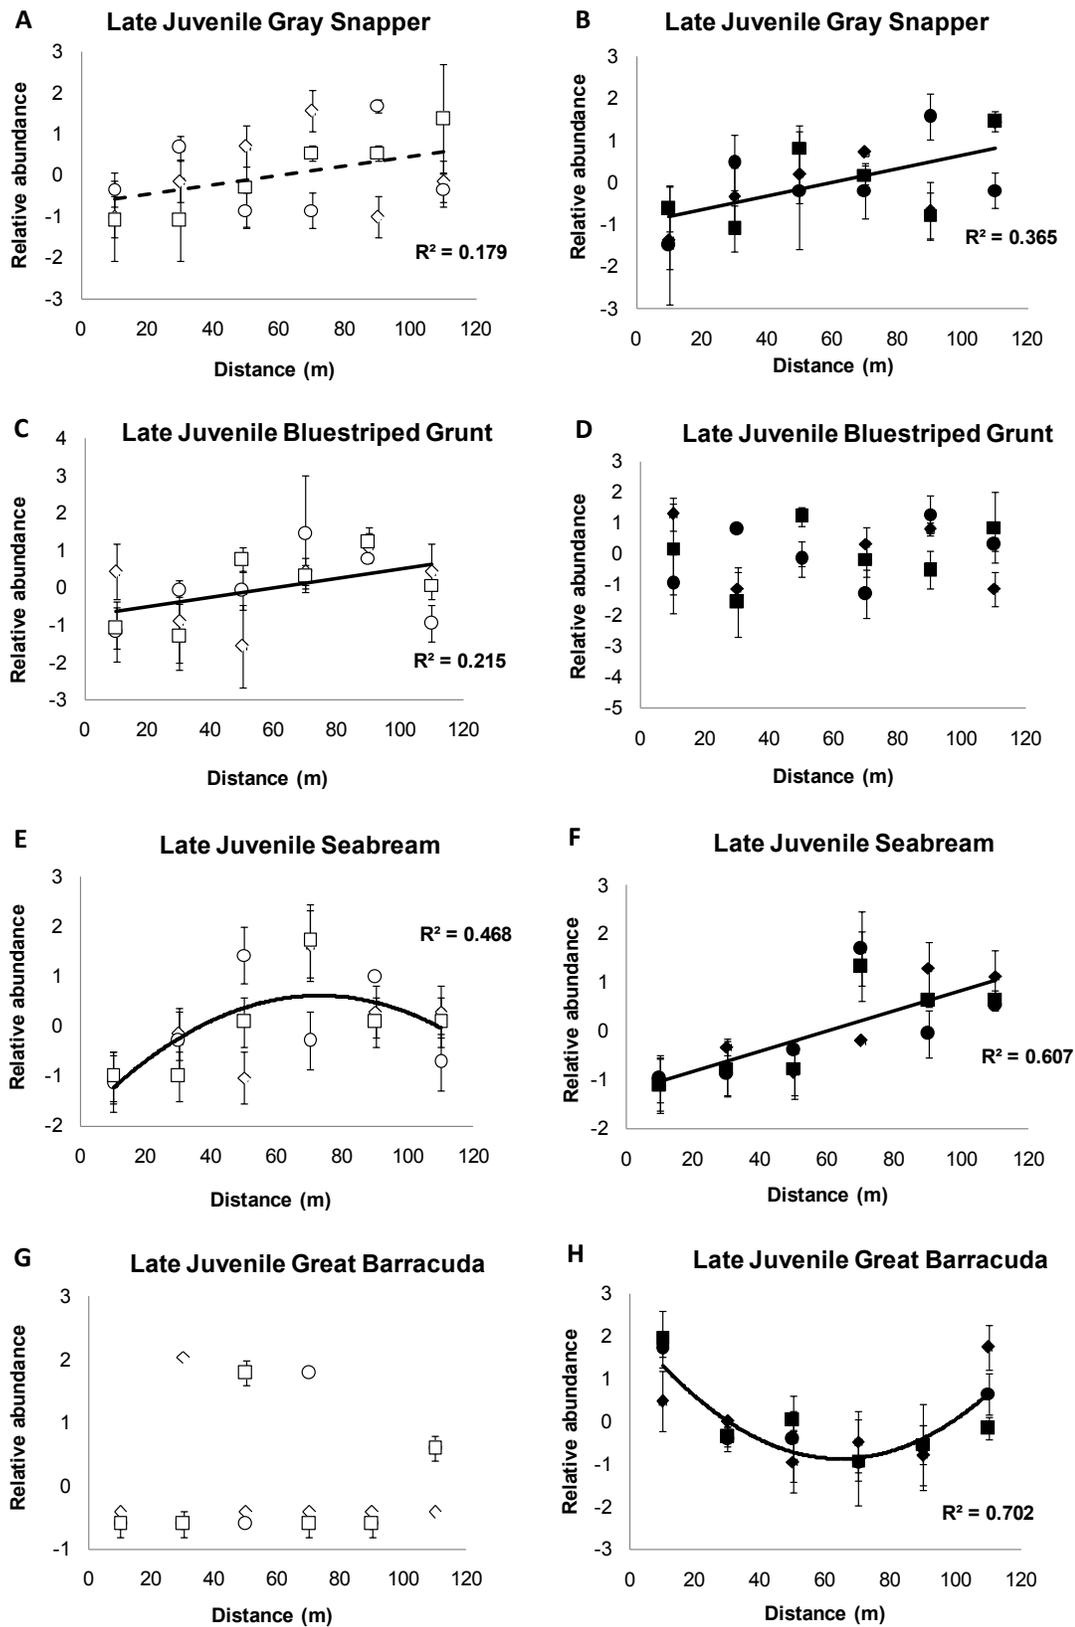 A Late Juvenile Gray Snapper
3
2
1
0
-1
-2
-3
Relative abundance
R² = 0.179
0 20 40 60 80 100 120
Distance (m)
B Late Juvenile Gray Snapper
3
2
1
0
-1
-2
-3
Relative abundance
R² = 0.365
0 20 40 60 80 100 120
Distance (m)
C Late Juvenile Bluestriped Grunt
4
3
2
1
0
-1
-2
-3
Relative abundance
R² = 0.215
0 20 40 60 80 100 120
Distance (m)
D Late Juvenile Bluestriped Grunt
3
2
1
0
-1
-2
-3
-4
-5
Relative abundance
0 20 40 60 80 100 120
Distance (m)
E Late Juvenile Seabream
3
2
1
0
-1
-2
Relative abundance
R² = 0.468
0 20 40 60 80 100 120
Distance (m)
F Late Juvenile Seabream
3
2
1
0
-1
-2
Relative abundance
R² = 0.607
0 20 40 60 80 100 120
Distance (m)
G Late Juvenile Great Barracuda
3
2
1
0
-1
Relative abundance
0 20 40 60 80 100 120
Distance (m)
H Late Juvenile Great Barracuda
3
2
1
0
-1
-2
-3
Relative abundance
R² = 0.702
0 20 40 60 80 100 120
Distance (m)